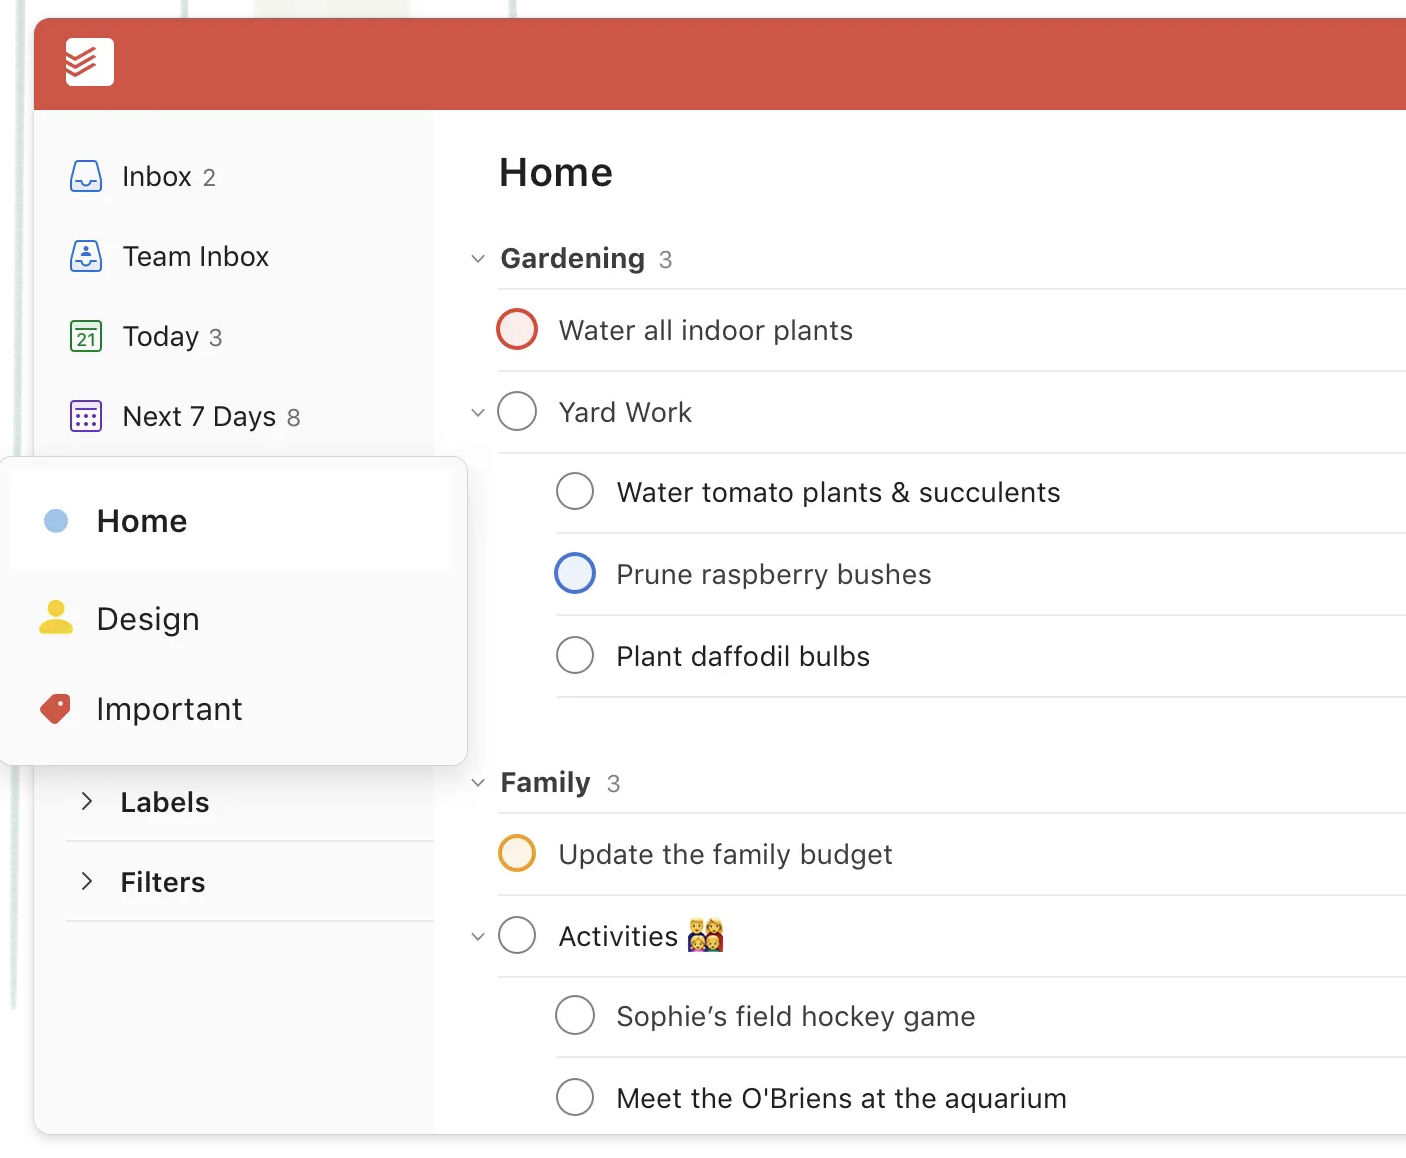 Inbox 2
Team Inbox
21 Today 3
Next 7 Days 8
Home
Design
Important
Labels
Filters
Home
Gardening 3
Water all indoor plants
Yard Work
Water tomato plants & succulents
Prune raspberry bushes
Plant daffodil bulbs
Family 3
Update the family budget
Activities 👨‍👩‍👧‍👦
Sophie’s field hockey game
Meet the O'Briens at the aquarium